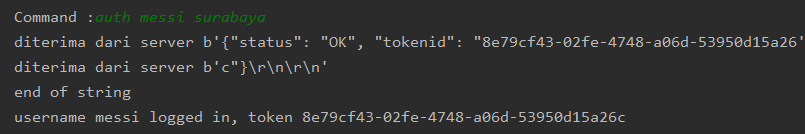 Command :auth messi surabaya
diterima dari server b'{"status": "OK", "tokenid": "8e79cf43-02fe-4748-a06d-53950d15a26'
diterima dari server b'c"}\r\n\r\n'
end of string
username messi logged in, token 8e79cf43-02fe-4748-a06d-53950d15a26c